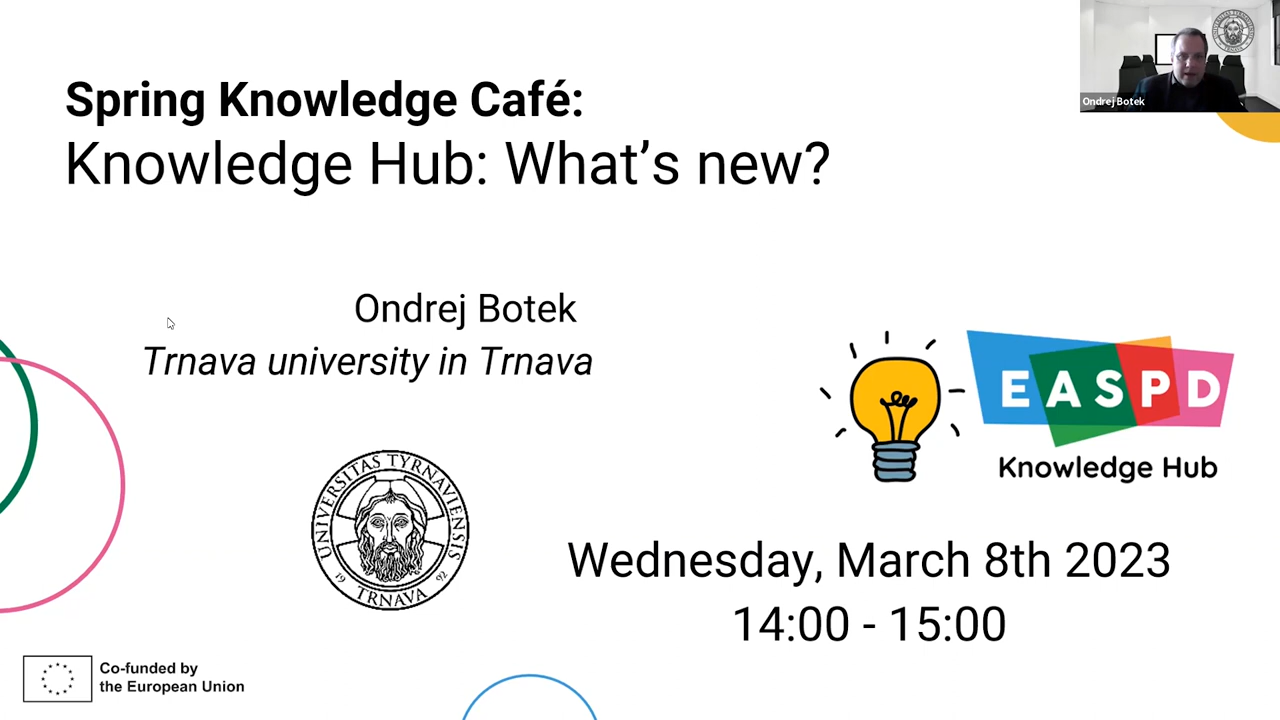 Spring Knowledge Café:
Knowledge Hub: What's new?
Ondrej Botek
Ondrej Botek
Trnava university in Trnava
EASPD
Knowledge Hub
UNIVERSITAS TYRNAVIENSIS
19 92
TRNAVA
Wednesday, March 8th 2023
14:00 - 15:00
Co-funded by
the European Union